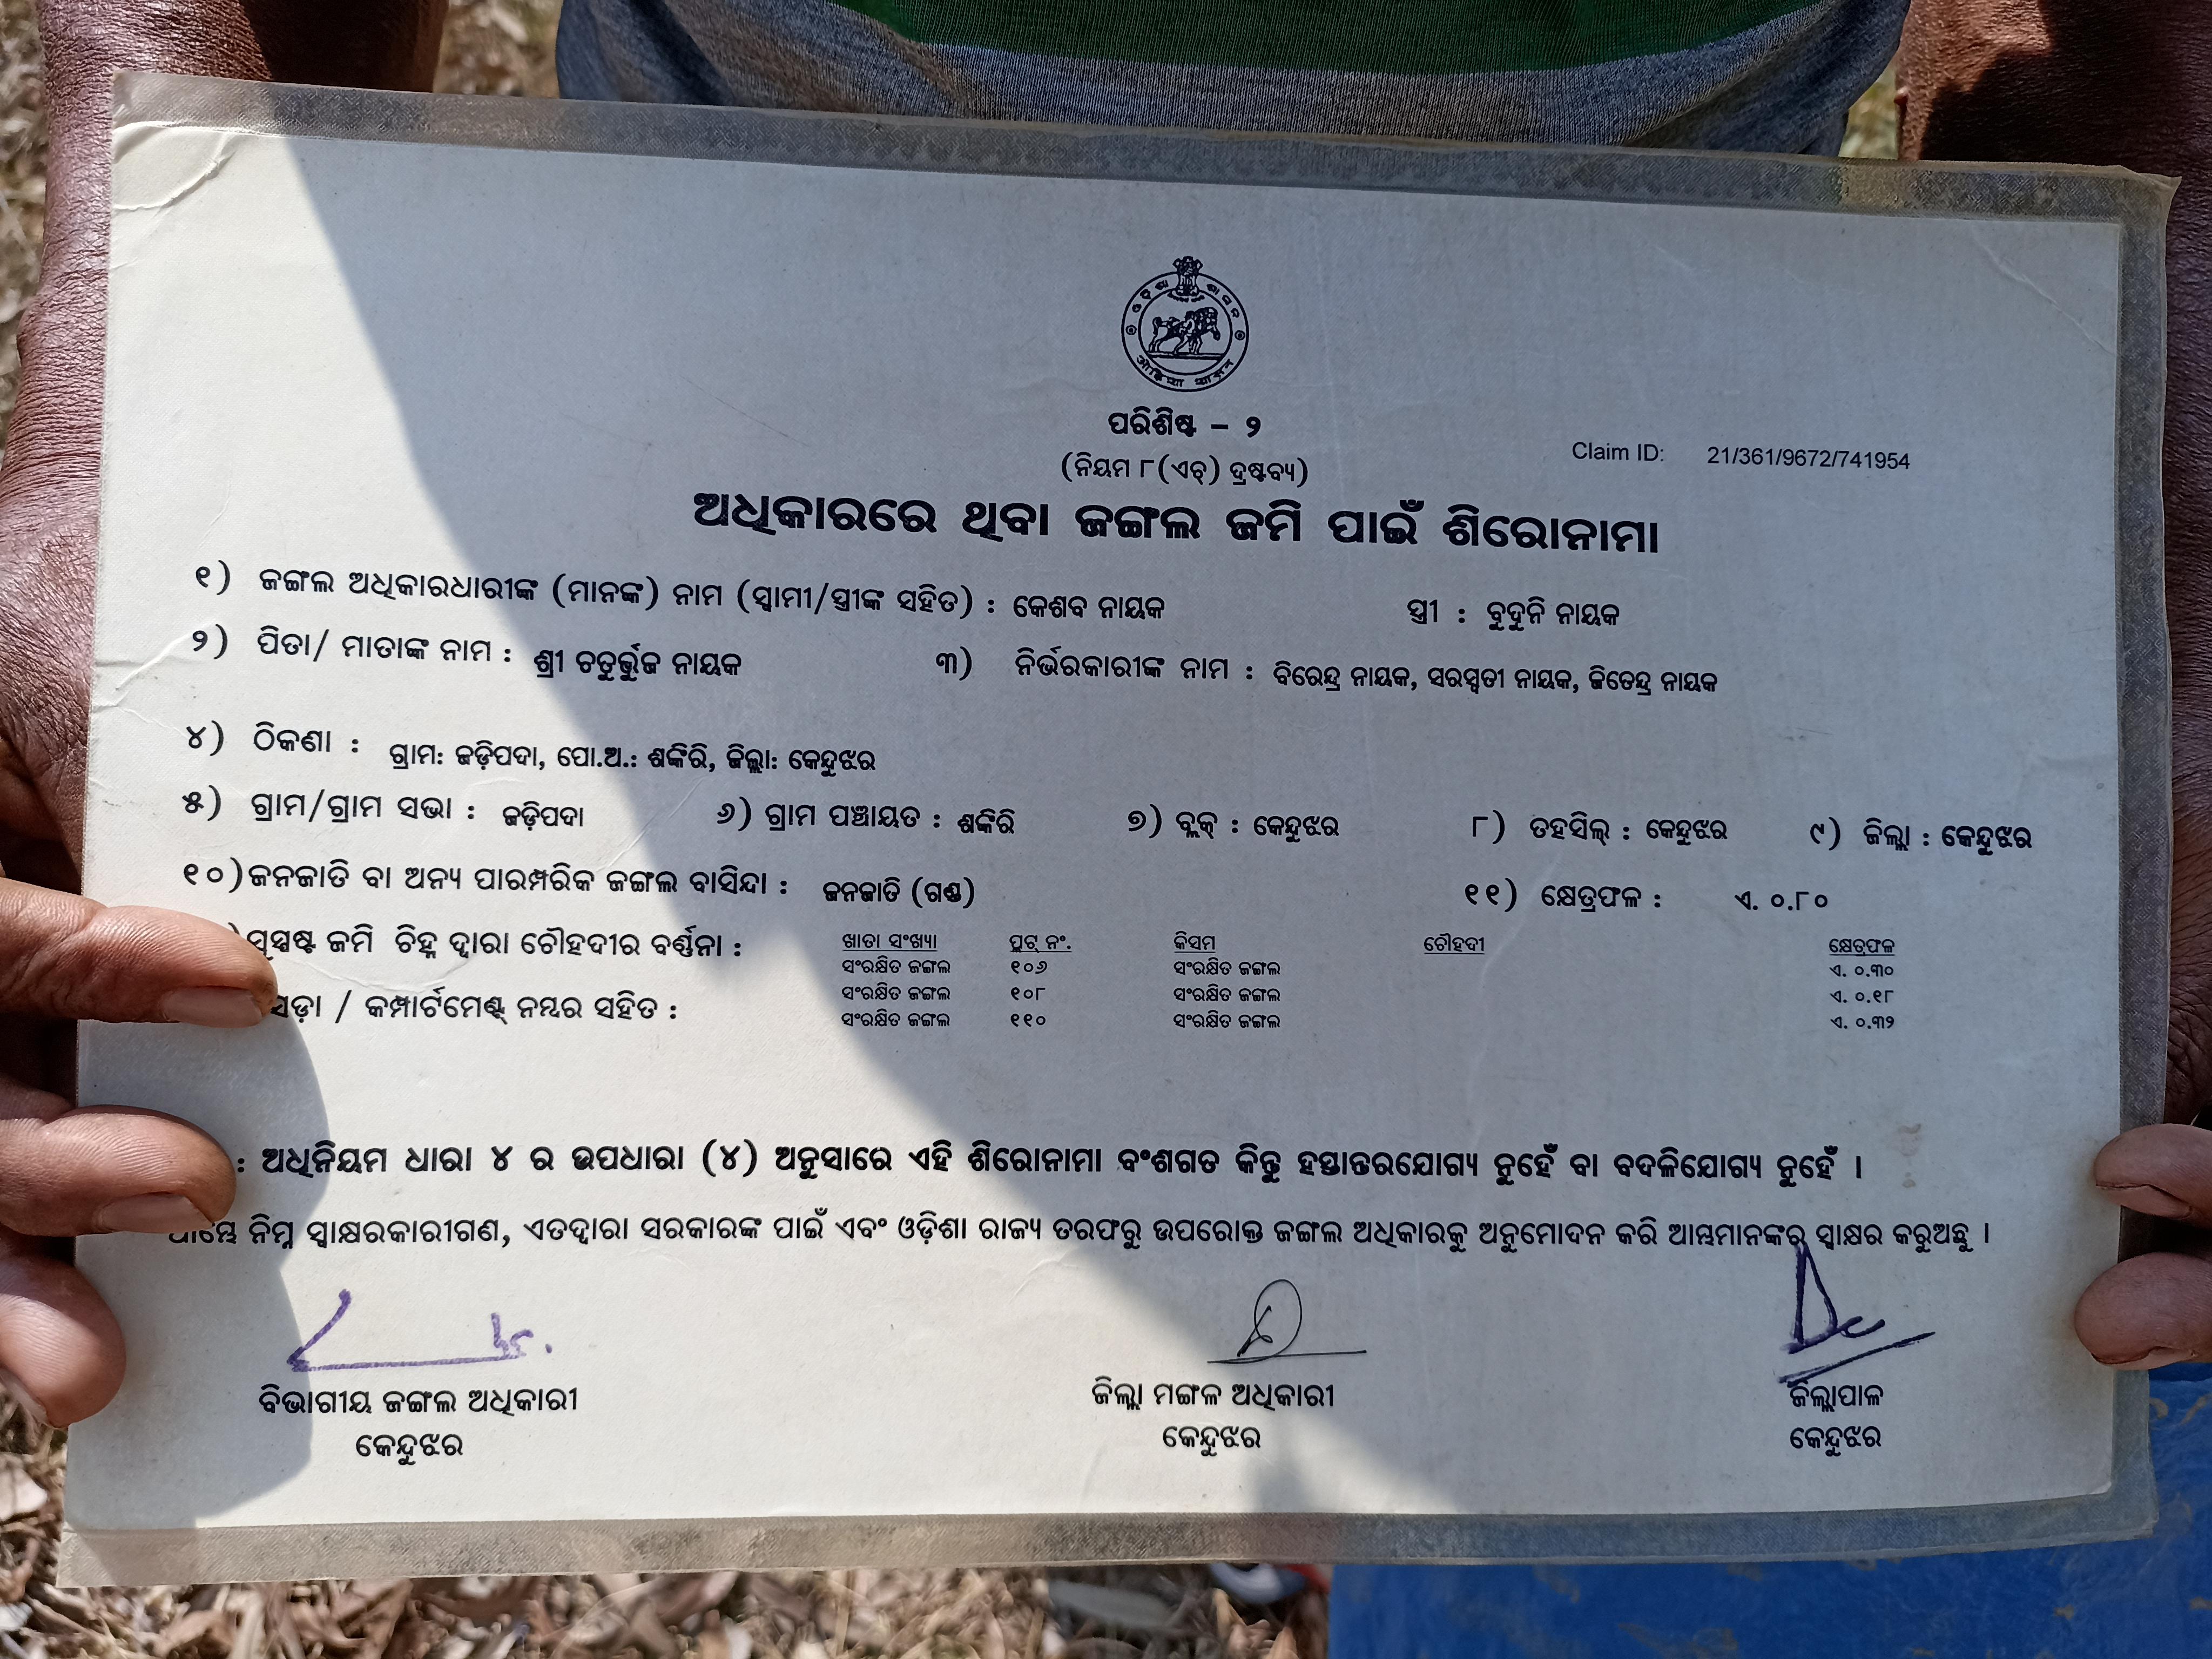 ଓଡ଼ିଶା ଶାସନ
ओडिशा शासन
ପରିଶିଷ୍ଟ – ୨
Claim ID: 21/361/9672/741954
(ନିୟମ ୮(ଏଚ୍) ଦ୍ରଷ୍ଟବ୍ୟ)
ଅଧିକାରରେ ଥିବା ଜଙ୍ଗଲ ଜମି ପାଇଁ ଶିରୋନାମା
୧) ଜଙ୍ଗଲ ଅଧିକାରଧାରୀଙ୍କ (ମାନଙ୍କ) ନାମ (ସ୍ୱାମୀ/ସ୍ତ୍ରୀଙ୍କ ସହିତ) : କେଶବ ନାୟକ ସ୍ତ୍ରୀ : ବୁଦୁନି ନାୟକ
୨) ପିତା/ ମାତାଙ୍କ ନାମ : ଶ୍ରୀ ଚତୁର୍ଭୁଜ ନାୟକ ୩) ନିର୍ଭରକାରୀଙ୍କ ନାମ : ବିରେନ୍ଦ୍ର ନାୟକ, ସରସ୍ୱତୀ ନାୟକ, ଜିତେନ୍ଦ୍ର ନାୟକ
୪) ଠିକଣା : ଗ୍ରାମ: ଜଡ଼ିପଦା, ପୋ.ଅ.: ଶଙ୍କିରି, ଜିଲ୍ଲା: କେନ୍ଦୁଝର
୫) ଗ୍ରାମ/ଗ୍ରାମ ସଭା : ଜଡ଼ିପଦା ୬) ଗ୍ରାମ ପଞ୍ଚାୟତ : ଶଙ୍କିରି ୭) ବ୍ଲକ୍ : କେନ୍ଦୁଝର ୮) ତହସିଲ୍ : କେନ୍ଦୁଝର ୯) ଜିଲ୍ଲା : କେନ୍ଦୁଝର
୧୦)ଜନଜାତି ବା ଅନ୍ୟ ପାରମ୍ପରିକ ଜଙ୍ଗଲ ବାସିନ୍ଦା : ଜନଜାତି (ଗଣ୍ଡ) ୧୧) କ୍ଷେତ୍ରଫଳ : ଏ. ୦.୮୦
)ସୁସ୍ପଷ୍ଟ ଜମି ଚିହ୍ନ ଦ୍ୱାରା ଚୌହଦୀର ବର୍ଣ୍ଣନା : ଖାତା ସଂଖ୍ୟା ପ୍ଲଟ୍ ନଂ. କିସମ ଚୌହଦୀ କ୍ଷେତ୍ରଫଳ
ସଂରକ୍ଷିତ ଜଙ୍ଗଲ ୧୦୬ ସଂରକ୍ଷିତ ଜଙ୍ଗଲ ଏ. ୦.୩୦
ସଂରକ୍ଷିତ ଜଙ୍ଗଲ ୧୦୮ ସଂରକ୍ଷିତ ଜଙ୍ଗଲ ଏ. ୦.୧୮
/ କମ୍ପାର୍ଟମେଣ୍ଟ୍ ନମ୍ବର ସହିତ : ସଂରକ୍ଷିତ ଜଙ୍ଗଲ ୧୧୦ ସଂରକ୍ଷିତ ଜଙ୍ଗଲ ଏ. ୦.୩୨
: ଅଧିନିୟମ ଧାରା ୪ ର ଉପଧାରା (୪) ଅନୁସାରେ ଏହି ଶିରୋନାମା ବଂଶଗତ କିନ୍ତୁ ହସ୍ତାନ୍ତରଯୋଗ୍ୟ ନୁହେଁ ବା ବଦଳିଯୋଗ୍ୟ ନୁହେଁ ।
ନିମ୍ନ ସ୍ୱାକ୍ଷରକାରୀଗଣ, ଏତଦ୍ୱାରା ସରକାରଙ୍କ ପାଇଁ ଏବଂ ଓଡ଼ିଶା ରାଜ୍ୟ ତରଫରୁ ଉପରୋକ୍ତ ଜଙ୍ଗଲ ଅଧିକାରକୁ ଅନୁମୋଦନ କରି ଆମ୍ଭମାନଙ୍କର ସ୍ୱାକ୍ଷର କରୁଅଛୁ ।
ବିଭାଗୀୟ ଜଙ୍ଗଲ ଅଧିକାରୀ ଜିଲ୍ଲା ମଙ୍ଗଳ ଅଧିକାରୀ ଜିଲ୍ଲାପାଳ
କେନ୍ଦୁଝର କେନ୍ଦୁଝର କେନ୍ଦୁଝର